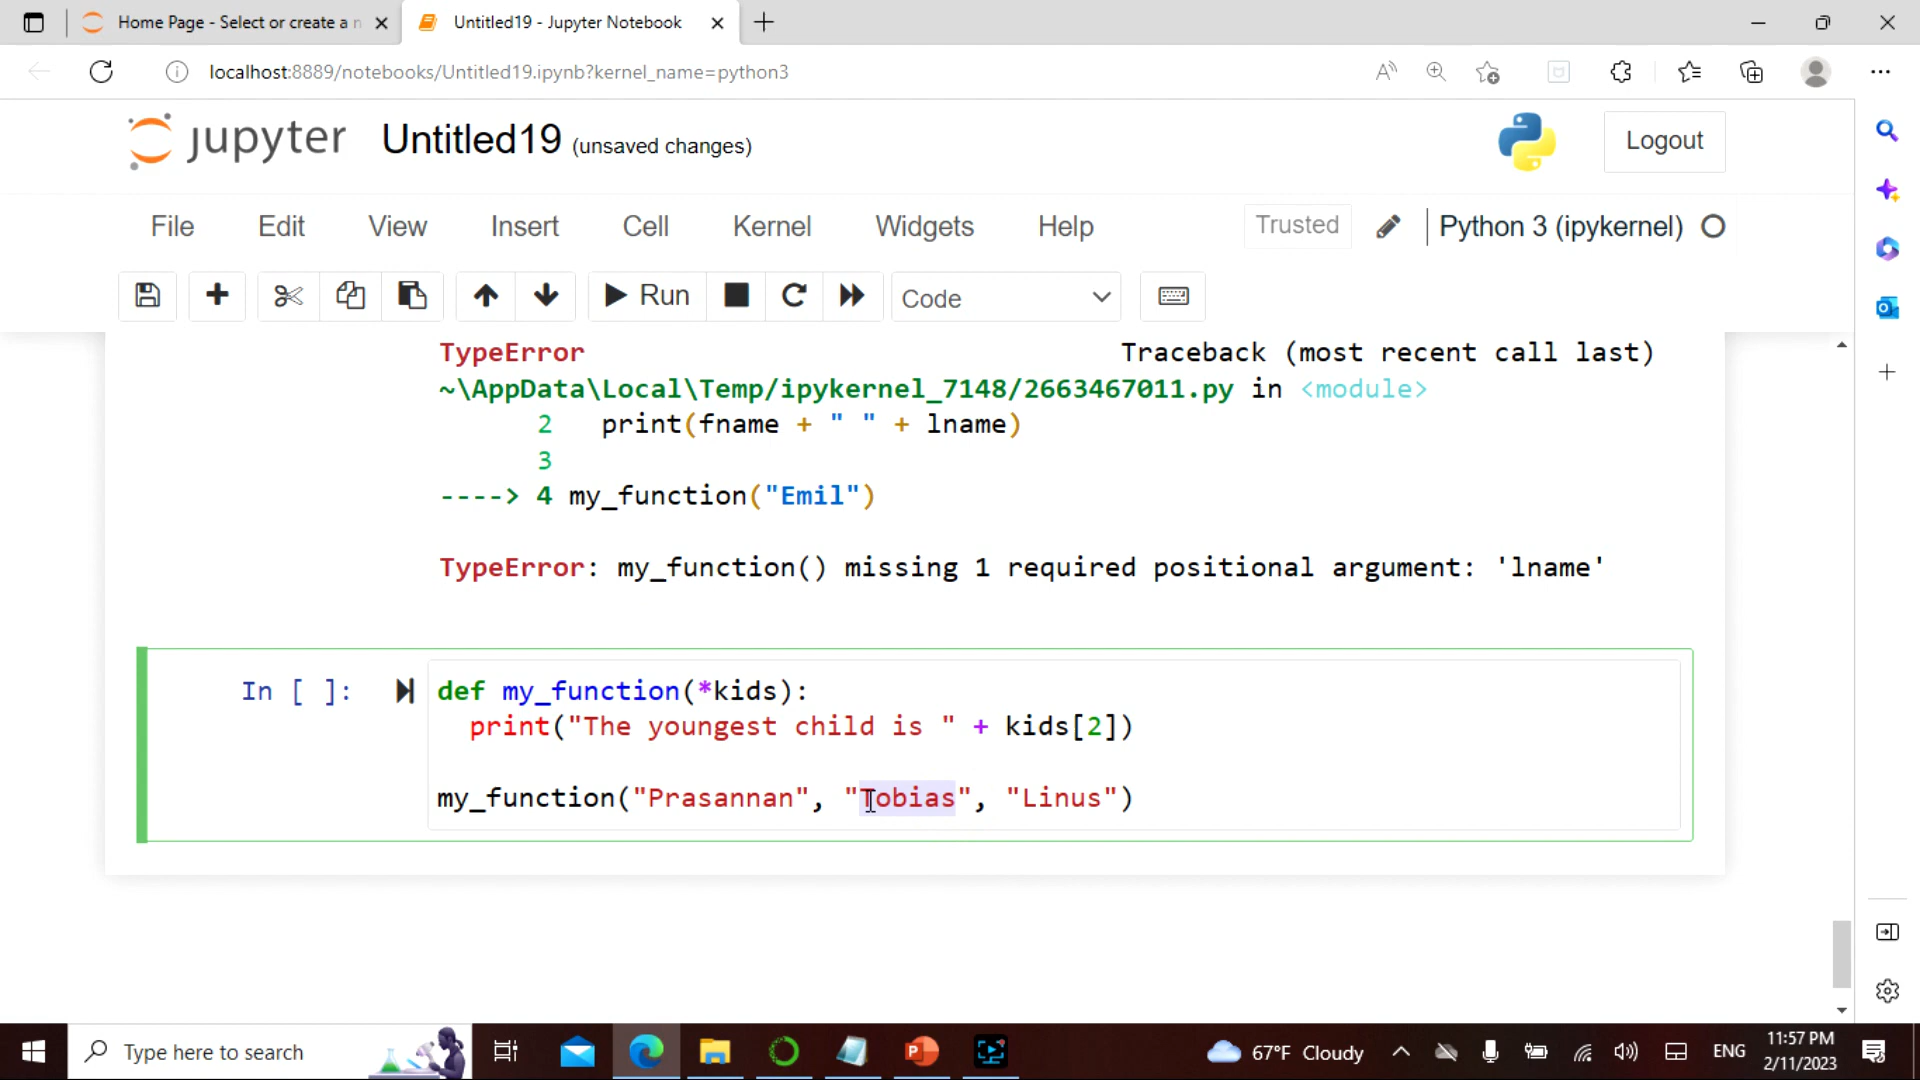 Home Page - Select or create a n
Untitled19 - Jupyter Notebook
localhost:8889/notebooks/Untitled19.ipynb?kernel_name=python3
jupyter Untitled19 (unsaved changes)
Logout
File Edit View Insert Cell Kernel Widgets Help Trusted Python 3 (ipykernel)
Run Code
TypeError Traceback (most recent call last)
~\AppData\Local\Temp/ipykernel_7148/2663467011.py in <module>
2 print(fname + " " + lname)
3
----> 4 my_function("Emil")
TypeError: my_function() missing 1 required positional argument: 'lname'
In [ ]: def my_function(*kids):
print("The youngest child is " + kids[2])
my_function("Prasannan", "Tobias", "Linus")
Type here to search
67°F Cloudy
ENG
11:57 PM
2/11/2023